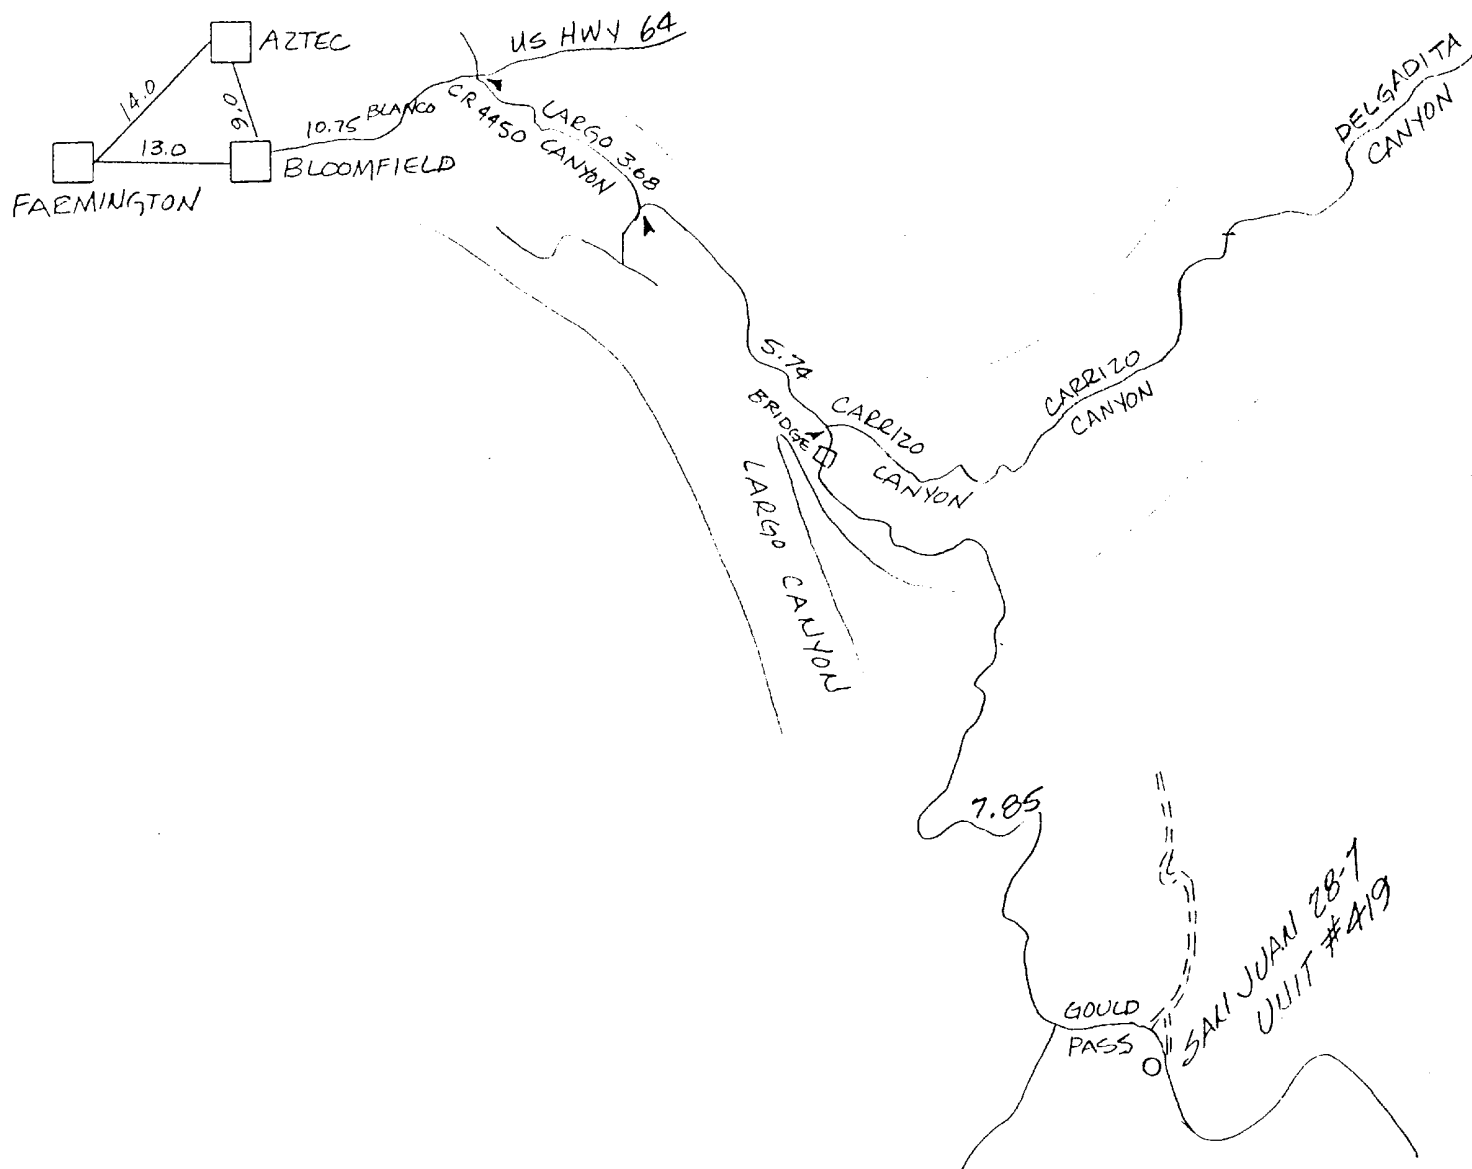 AZTEC
US HWY 64
14.0
9.0
10.75
BLANCO
CR 4450
LARGO
CANYON
3.68
13.0
BLOOMFIELD
FARMINGTON
DELGADITA
CANYON
5.74
BRIDGE
CARRIZO
CANYON
CARRIZO
CANYON
LARGO CANYON
7.85
SAN JUAN 28-7
UNIT #419
GOULD
PASS